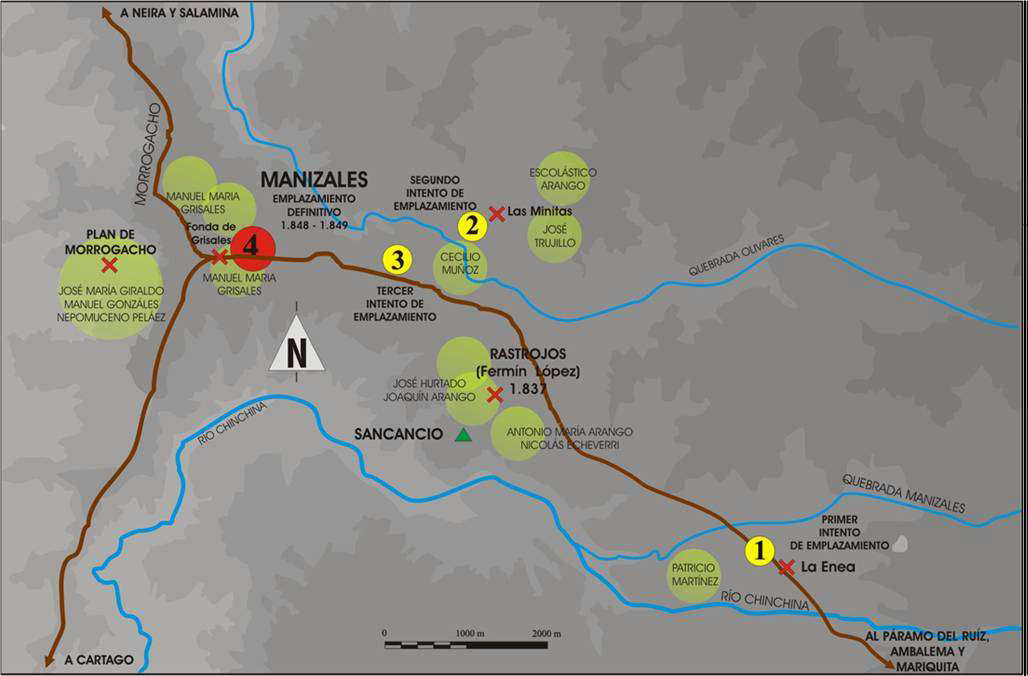 A NEIRA Y SALAMINA
MORROGACHO
MANUEL MARIA
GRISALES
MANIZALES
EMPLAZAMIENTO
DEFINITIVO
1.848 - 1.849
SEGUNDO
INTENTO DE
EMPLAZAMIENTO
2
Las Minitas
ESCOLÁSTICO
ARANGO
JOSÉ
TRUJILLO
PLAN DE
MORROGACHO
JOSÉ MARÍA GIRALDO
MANUEL GONZÁLES
NEPOMUCENO PELÁEZ
Fonda de
Grisales
4
MANUEL MARIA
GRISALES
3
TERCER
INTENTO DE
EMPLAZAMIENTO
CECILIO
MUÑOZ
QUEBRADA OLIVARES
N
RASTROJOS
(Fermín López)
1.837
JOSÉ HURTADO
JOAQUÍN ARANGO
SANCANCIO
ANTONIO MARÍA ARANGO
NICOLÁS ECHEVERRI
RÍO CHINCHINA
QUEBRADA MANIZALES
PRIMER
INTENTO
DE EMPLAZAMIENTO
1
La Enea
PATRICIO
MARTÍNEZ
RÍO CHINCHINA
0 1000 m 2000 m
A CARTAGO
AL PÁRAMO DEL RUÍZ,
AMBALEMA Y
MARIQUITA